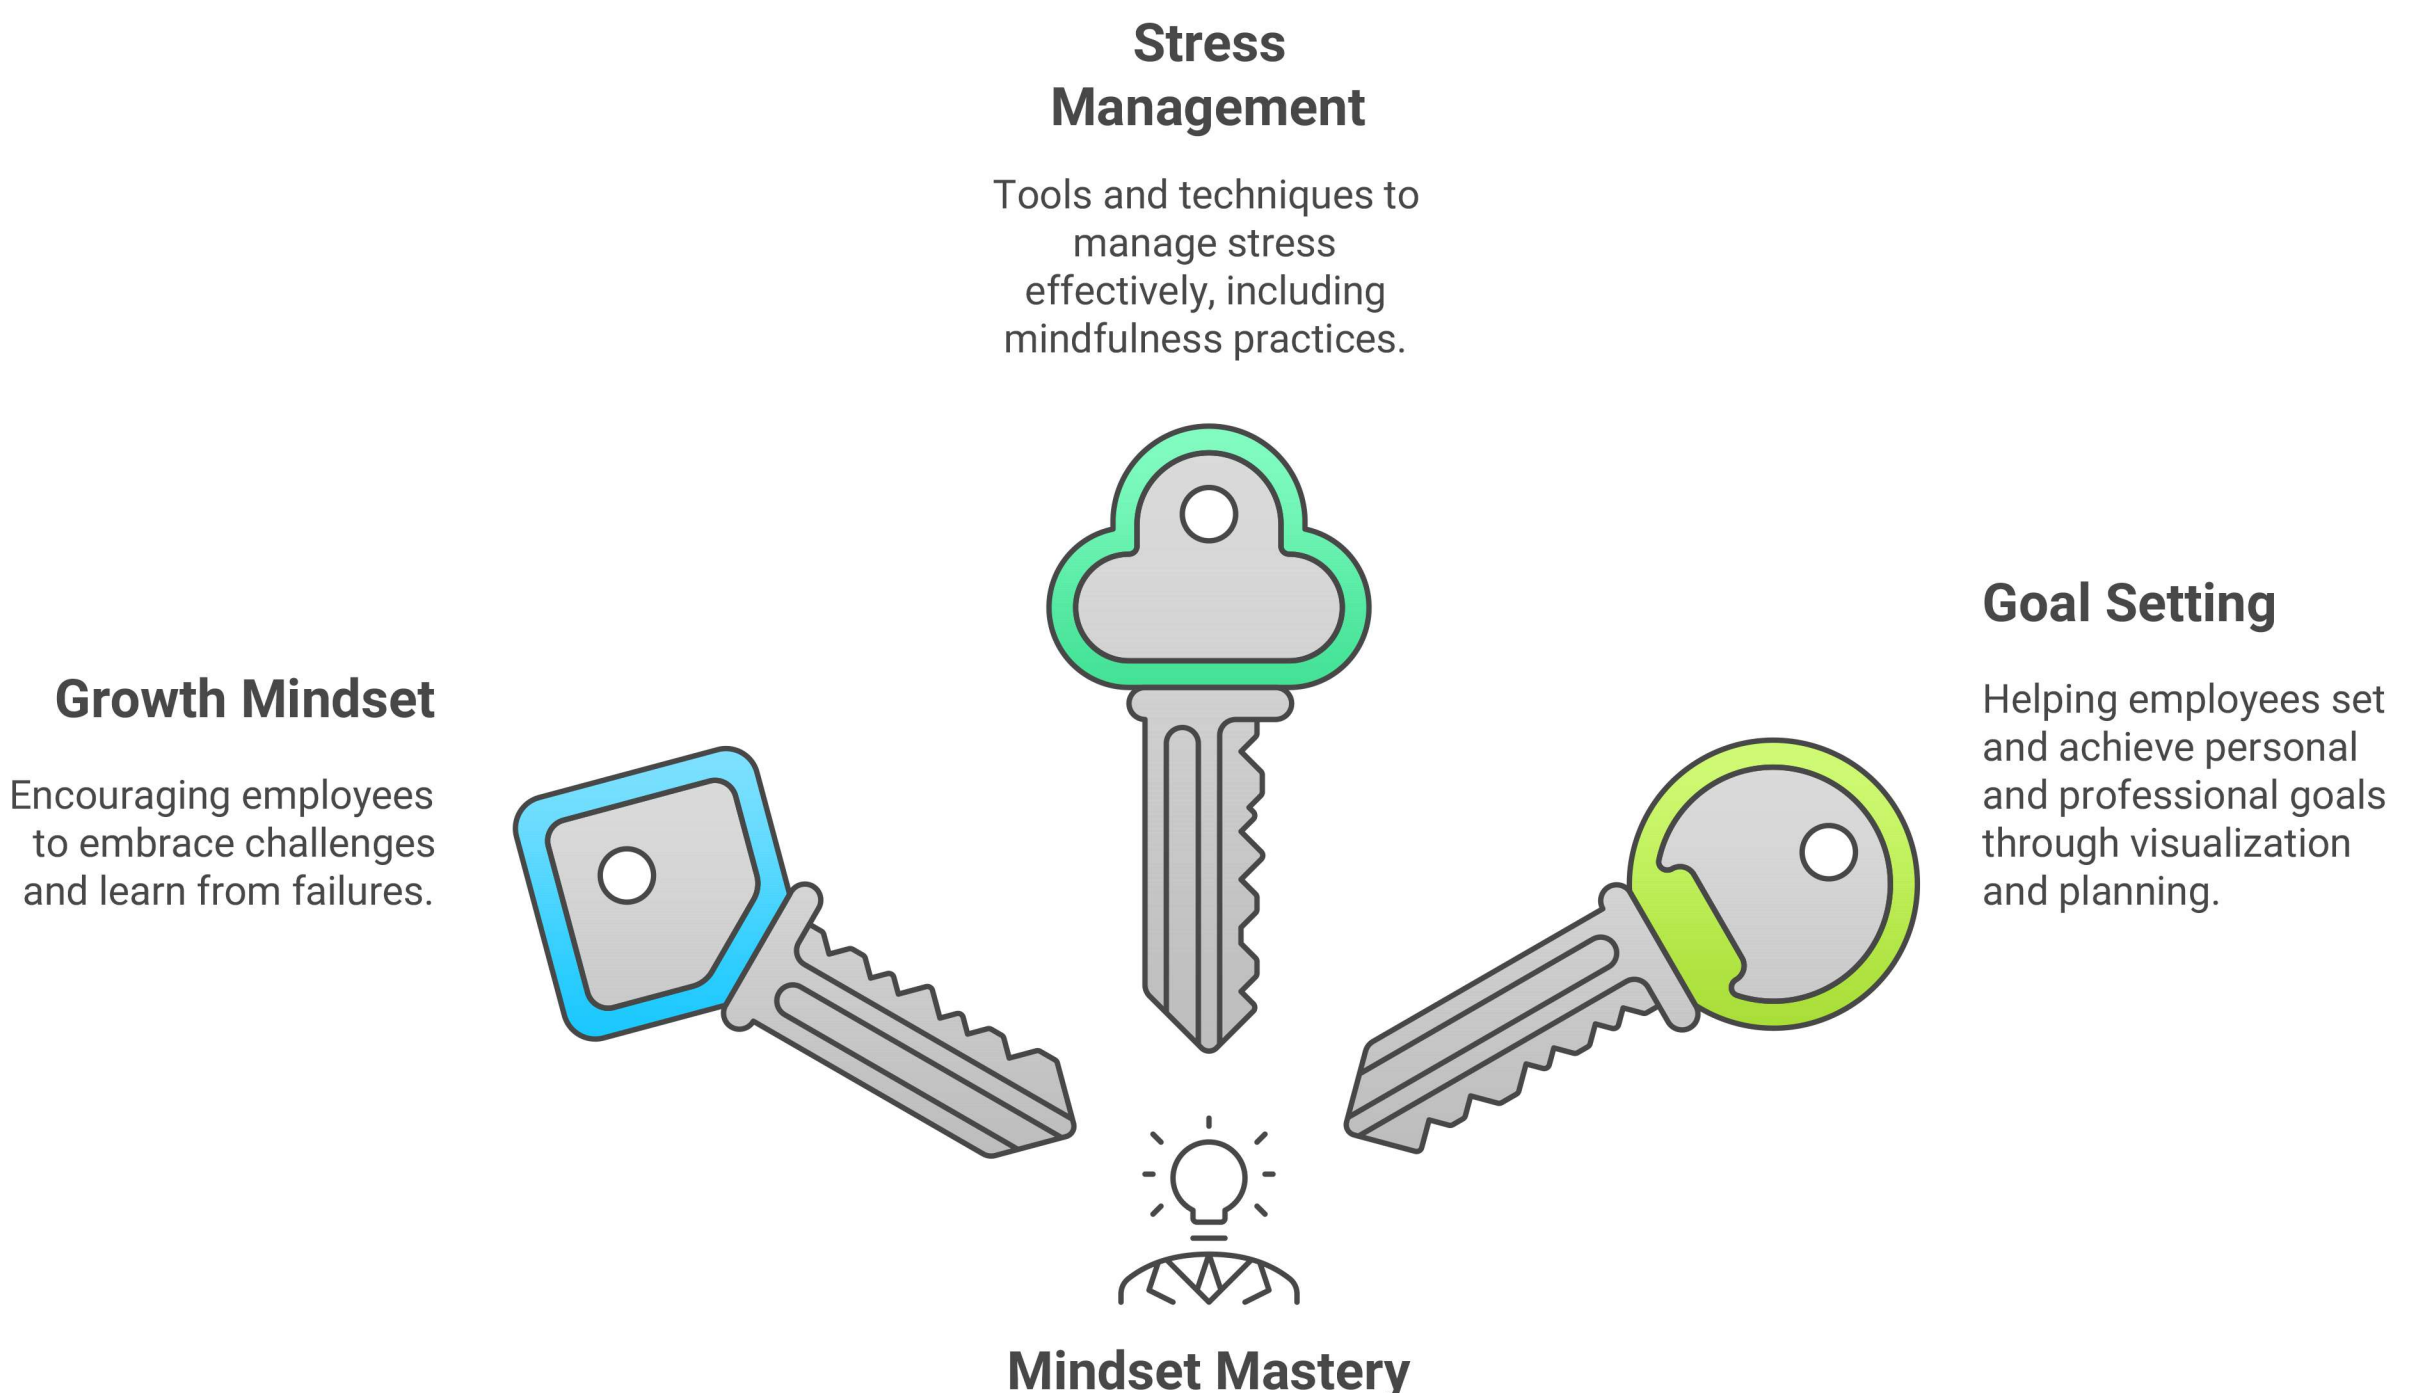 Stress
Management
Tools and techniques to
manage stress
effectively, including
mindfulness practices.
Growth Mindset
Encouraging employees
to embrace challenges
and learn from failures.
Goal Setting
Helping employees set
and achieve personal
and professional goals
through visualization
and planning.
Mindset Mastery